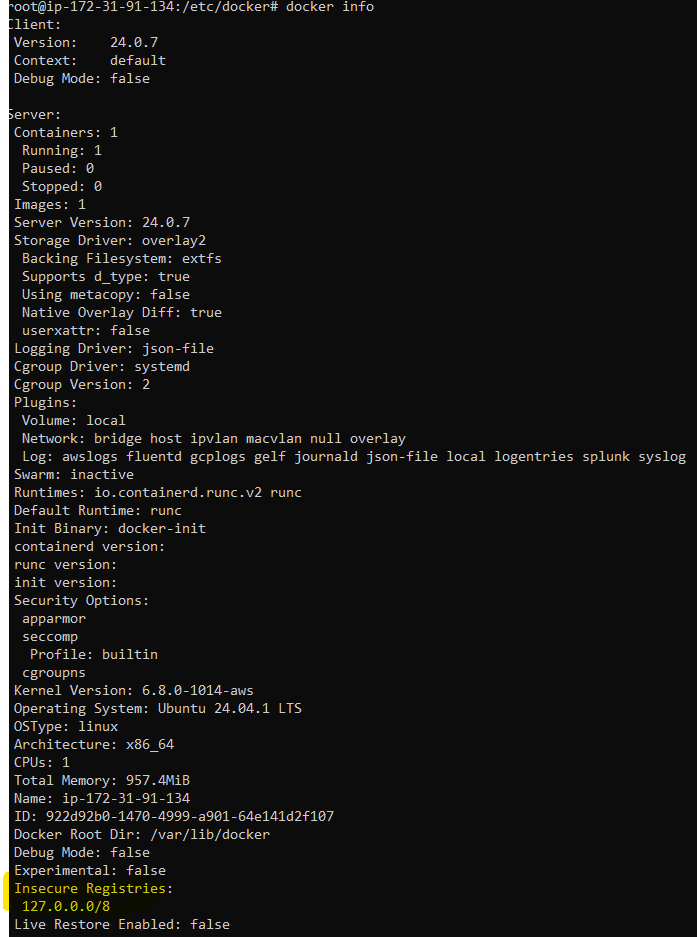 root@ip-172-31-91-134:/etc/docker# docker info
Client:
 Version:    24.0.7
 Context:    default
 Debug Mode: false

Server:
 Containers: 1
  Running: 1
  Paused: 0
  Stopped: 0
 Images: 1
 Server Version: 24.0.7
 Storage Driver: overlay2
  Backing Filesystem: extfs
  Supports d_type: true
  Using metacopy: false
  Native Overlay Diff: true
  userxattr: false
 Logging Driver: json-file
 Cgroup Driver: systemd
 Cgroup Version: 2
 Plugins:
  Volume: local
  Network: bridge host ipvlan macvlan null overlay
  Log: awslogs fluentd gcplogs gelf journald json-file local logentries splunk syslog
 Swarm: inactive
 Runtimes: io.containerd.runc.v2 runc
 Default Runtime: runc
 Init Binary: docker-init
 containerd version:
 runc version:
 init version:
 Security Options:
  apparmor
  seccomp
   Profile: builtin
  cgroupns
 Kernel Version: 6.8.0-1014-aws
 Operating System: Ubuntu 24.04.1 LTS
 OSType: linux
 Architecture: x86_64
 CPUs: 1
 Total Memory: 957.4MiB
 Name: ip-172-31-91-134
 ID: 922d92b0-1470-4999-a901-64e141d2f107
 Docker Root Dir: /var/lib/docker
 Debug Mode: false
 Experimental: false
 Insecure Registries:
  127.0.0.0/8
 Live Restore Enabled: false